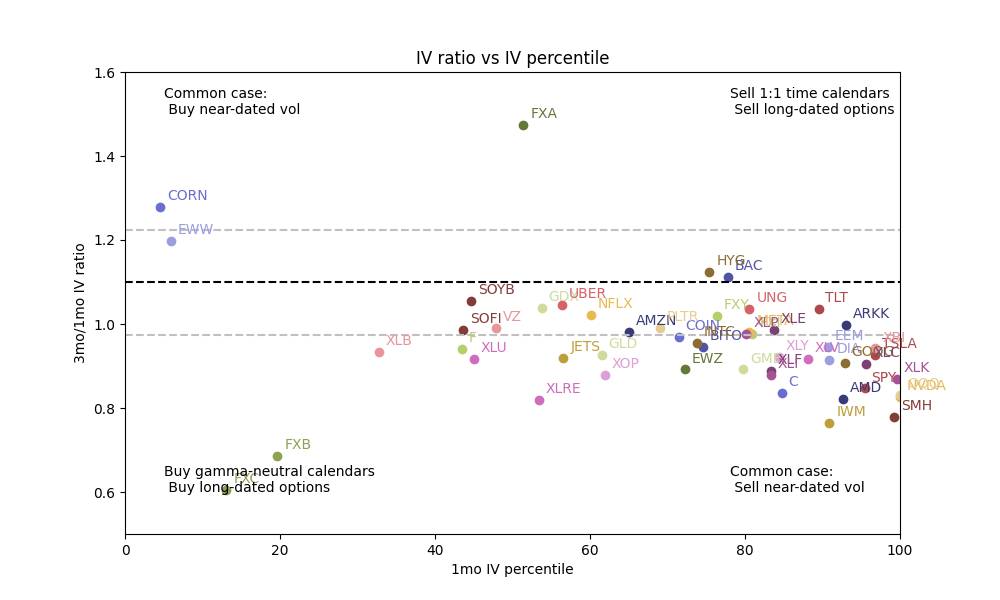 IV ratio vs IV percentile
1.6
Common case:
Buy near-dated vol
Sell 1:1 time calendars
Sell long-dated options
FXA
1.4
CORN
EWW
1.2
HYG
BAC
SOYB
GDX
UBER
NFLX
FXY
UNG
TLT
ARKK
SOFI
VZ
AMZN
PLTR
COIN
XLP
XLE
1.0
F
XLB
XLU
JETS
GLD
XOP
EWZ
XLY
XLV
EEM
DIA
TSLA
XLF
C
XLRE
AMD
SPY
XLK
NVDA
IWM
SMH
0.8
FXB
FXC
Buy gamma-neutral calendars
Buy long-dated options
Common case:
Sell near-dated vol
0.6
3mo/1mo IV ratio
0
20
40
60
80
100
1mo IV percentile